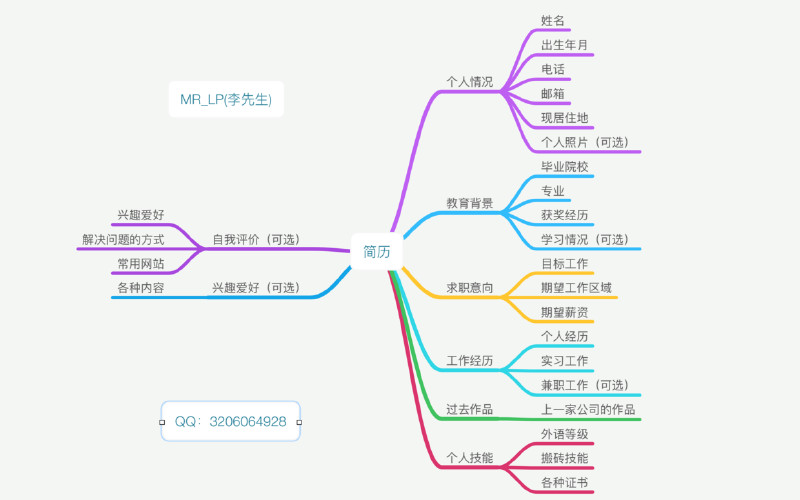 MR_LP(李先生)
简历
个人情况
姓名
出生年月
电话
邮箱
现居住地
个人照片（可选）
教育背景
毕业院校
专业
获奖经历
学习情况（可选）
求职意向
目标工作
期望工作区域
期望薪资
工作经历
个人经历
实习工作
兼职工作（可选）
过去作品
上一家公司的作品
个人技能
外语等级
搬砖技能
各种证书
自我评价（可选）
兴趣爱好
解决问题的方式
常用网站
兴趣爱好（可选）
各种内容
QQ：3206064928